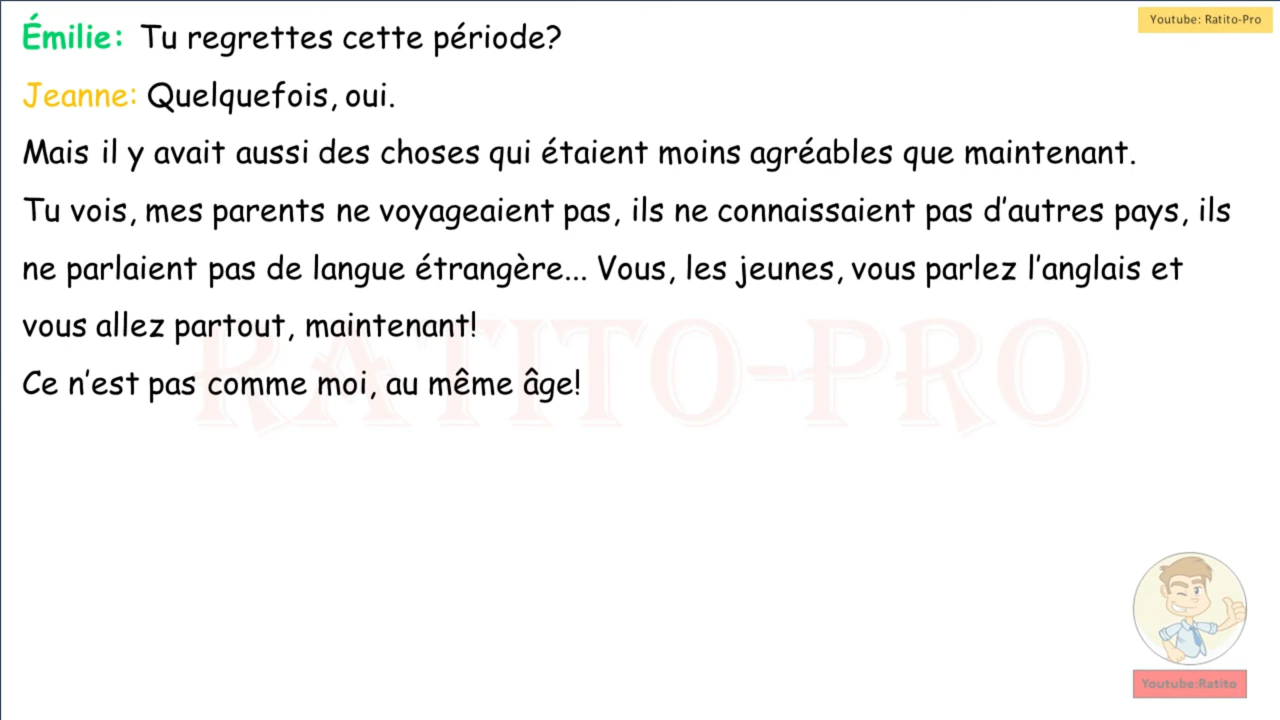 Émilie: Tu regrettes cette période?
Youtube: Ratito-Pro
Jeanne: Quelquefois, oui.
Mais il y avait aussi des choses qui étaient moins agréables que maintenant.
Tu vois, mes parents ne voyageaient pas, ils ne connaissaient pas d'autres pays, ils
ne parlaient pas de langue étrangère... Vous, les jeunes, vous parlez l'anglais et
vous allez partout, maintenant!
RATITO-PRO
Ce n'est pas comme moi, au même âge!
Youtube:Ratito